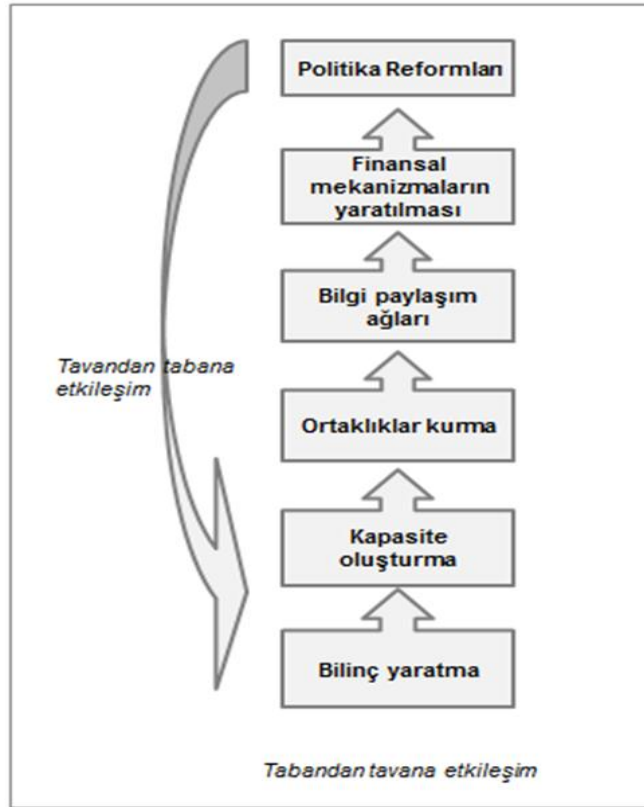 Politika Reformları
Finansal
mekanizmaların
yaratılması
Bilgi paylaşım
ağları
Tavandan tabana
etkileşim
Ortaklıklar kurma
Kapasite
oluşturma
Bilinç yaratma
Tabandan tavana etkileşim